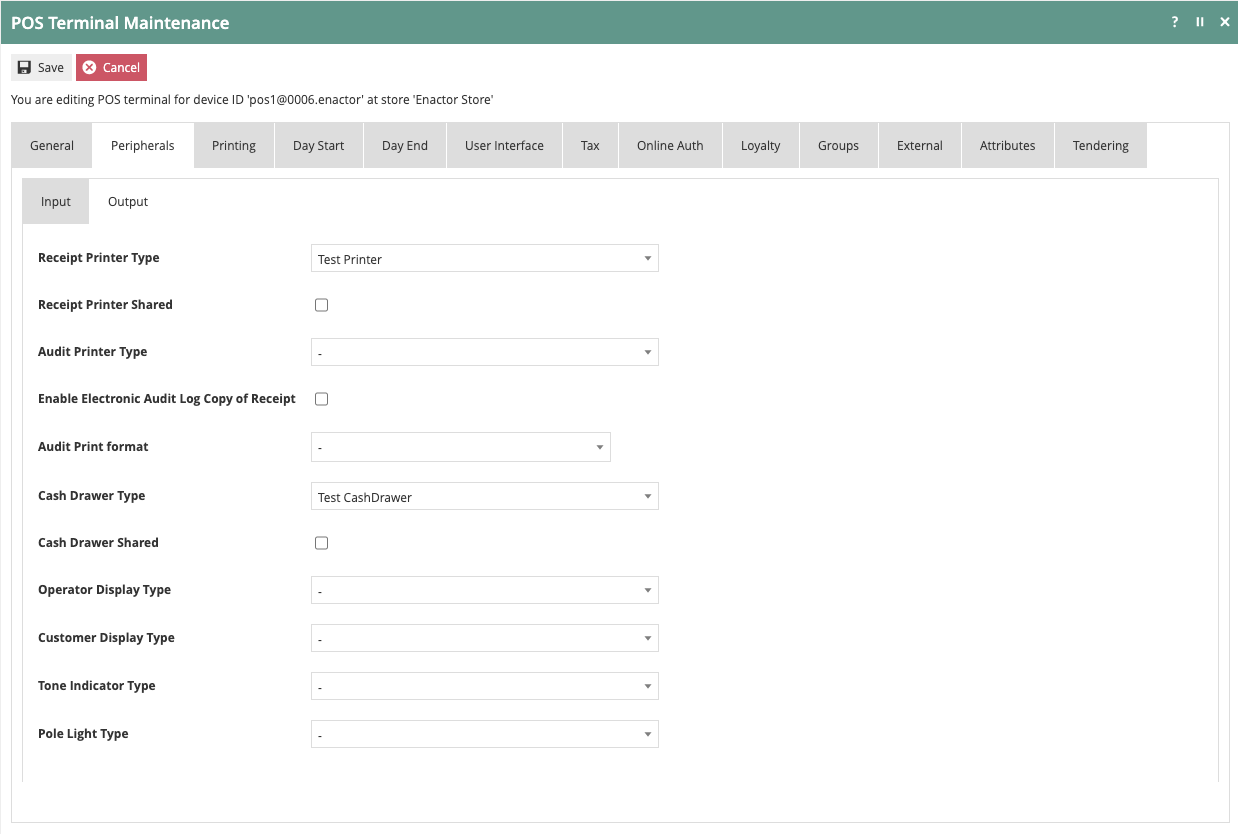 POS Terminal Maintenance
?
Save
Cancel
You are editing POS terminal for device ID 'pos1@0006.enactor' at store 'Enactor Store'
General Peripherals Printing Day Start Day End User Interface Tax Online Auth Loyalty Groups External Attributes Tendering
Input Output
Receipt Printer Type Test Printer
Receipt Printer Shared
Audit Printer Type -
Enable Electronic Audit Log Copy of Receipt
Audit Print format -
Cash Drawer Type Test CashDrawer
Cash Drawer Shared
Operator Display Type -
Customer Display Type -
Tone Indicator Type -
Pole Light Type -